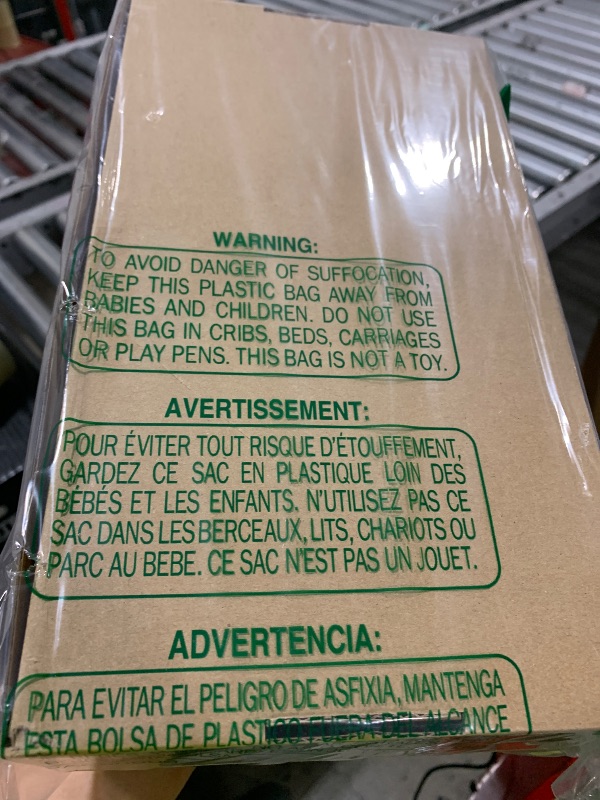 WARNING:
TO AVOID DANGER OF SUFFOCATION,
KEEP THIS PLASTIC BAG AWAY FROM
BABIES AND CHILDREN. DO NOT USE
THIS BAG IN CRIBS, BEDS, CARRIAGES
OR PLAY PENS. THIS BAG IS NOT A TOY.
AVERTISSEMENT:
POUR ÉVITER TOUT RISQUE D'ÉTOUFFEMENT,
GARDEZ CE SAC EN PLASTIQUE LOIN DES
BÉBÉS ET LES ENFANTS. N'UTILISEZ PAS CE
SAC DANS LES BERCEAUX, LITS, CHARIOTS OU
PARC AU BEBE. CE SAC N'EST PAS UN JOUET.
ADVERTENCIA:
PARA EVITAR EL PELIGRO DE ASFIXIA, MANTENGA
ESTA BOLSA DE PLASTICO FUERA DEL ALCANCE